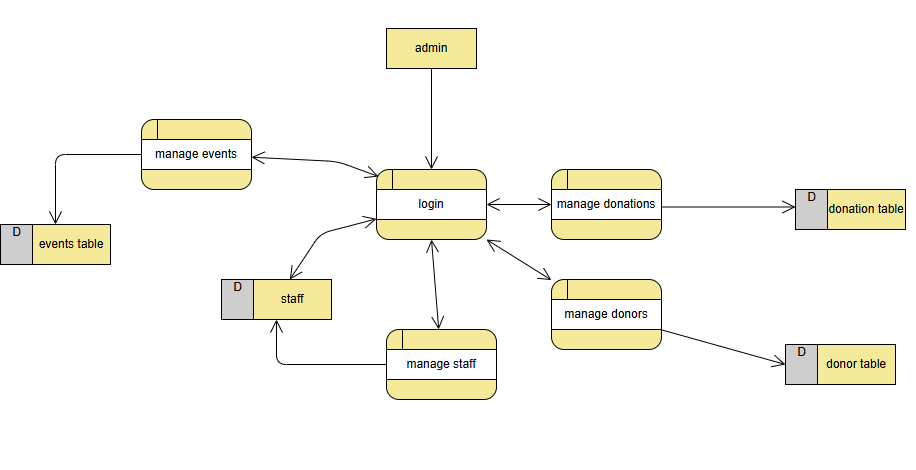 admin
manage events
login
manage donations
D
donation table
D
events table
D
staff
manage donors
manage staff
D
donor table